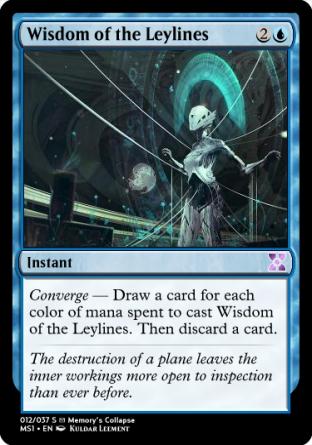 Wisdom of the Leylines 2
Instant
Converge — Draw a card for each
color of mana spent to cast Wisdom
of the Leylines. Then discard a card.
The destruction of a plane leaves the
inner workings more open to inspection
than ever before.
012/037 S Memory's Collapse
MS1 • EN Kuldar Leement